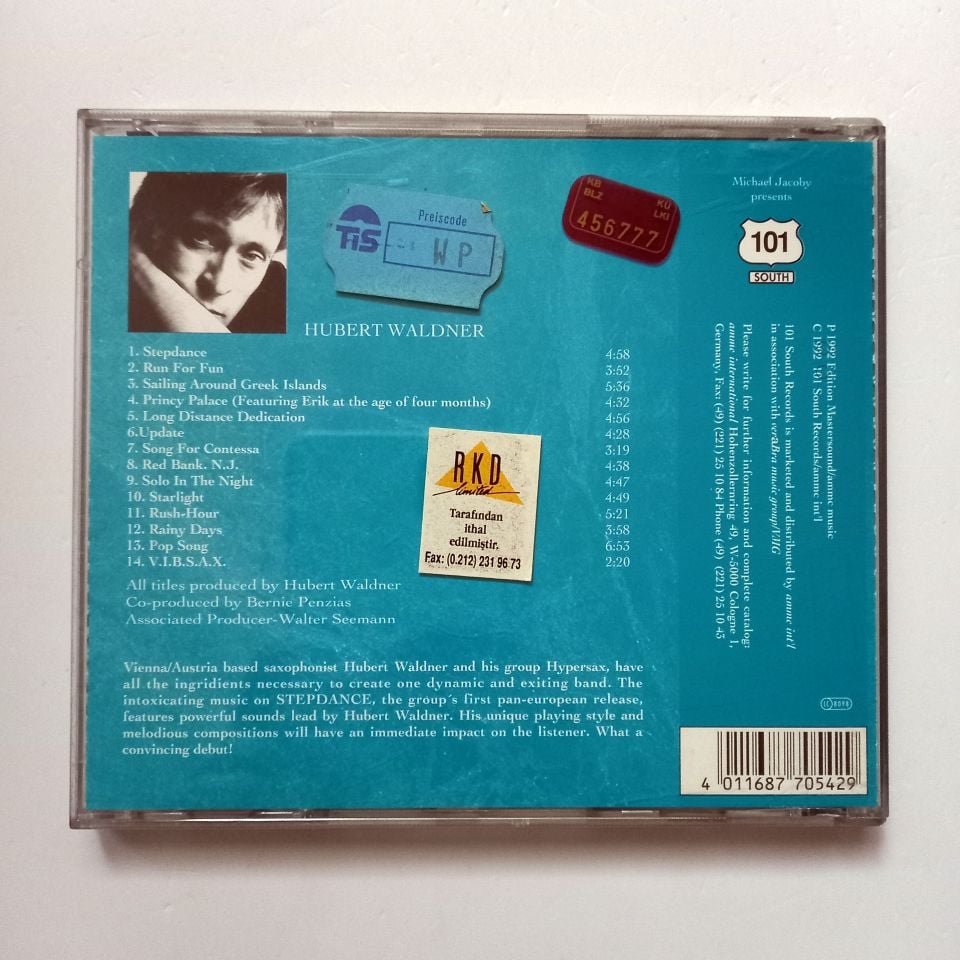 TiS
Preiscode
WP
KB
BLZ
KÜ
LKI
456777
Michael Jacoby
presents
101
SOUTH
HUBERT WALDNER
1. Stepdance 4:58
2. Run For Fun 3:52
3. Sailing Around Greek Islands 5:36
4. Princy Palace (Featuring Erik at the age of four months) 4:32
5. Long Distance Dedication 4:56
6.Update 4:28
7. Song For Contessa 3:19
8. Red Bank. N.J. 4:38
9. Solo In The Night 4:47
10. Starlight 4:49
11. Rush-Hour 5:21
12. Rainy Days 3:58
13. Pop Song 6:53
14. V.I.B.S.A.X. 2:20
All titles produced by Hubert Waldner
Co-produced by Bernie Penzias
Associated Producer-Walter Seemann
RKD
limited
Tarafından
ithal
edilmiştir.
Fax: (0.212) 231 96 73
Vienna/Austria based saxophonist Hubert Waldner and his group Hypersax, have
all the ingridients necessary to create one dynamic and exiting band. The
intoxicating music on STEPDANCE, the group´s first pan-european release,
features powerful sounds lead by Hubert Waldner. His unique playing style and
melodious compositions will have an immediate impact on the listener. What a
convincing debut!
P 1992 Edition Mastersound/ammc music
C 1992 101 South Records/ammc int'l
101 South Records is marketed and distributed by ammc int'l
in association with veraBra music group/VMG
Please write for further information and complete catalog:
ammc international Hohenzollernring 49, W-5000 Cologne 1,
Germany, Fax: (49) (221) 25 10 84 Phone (49) (221) 25 10 43
LC 8098
4 011687 705429